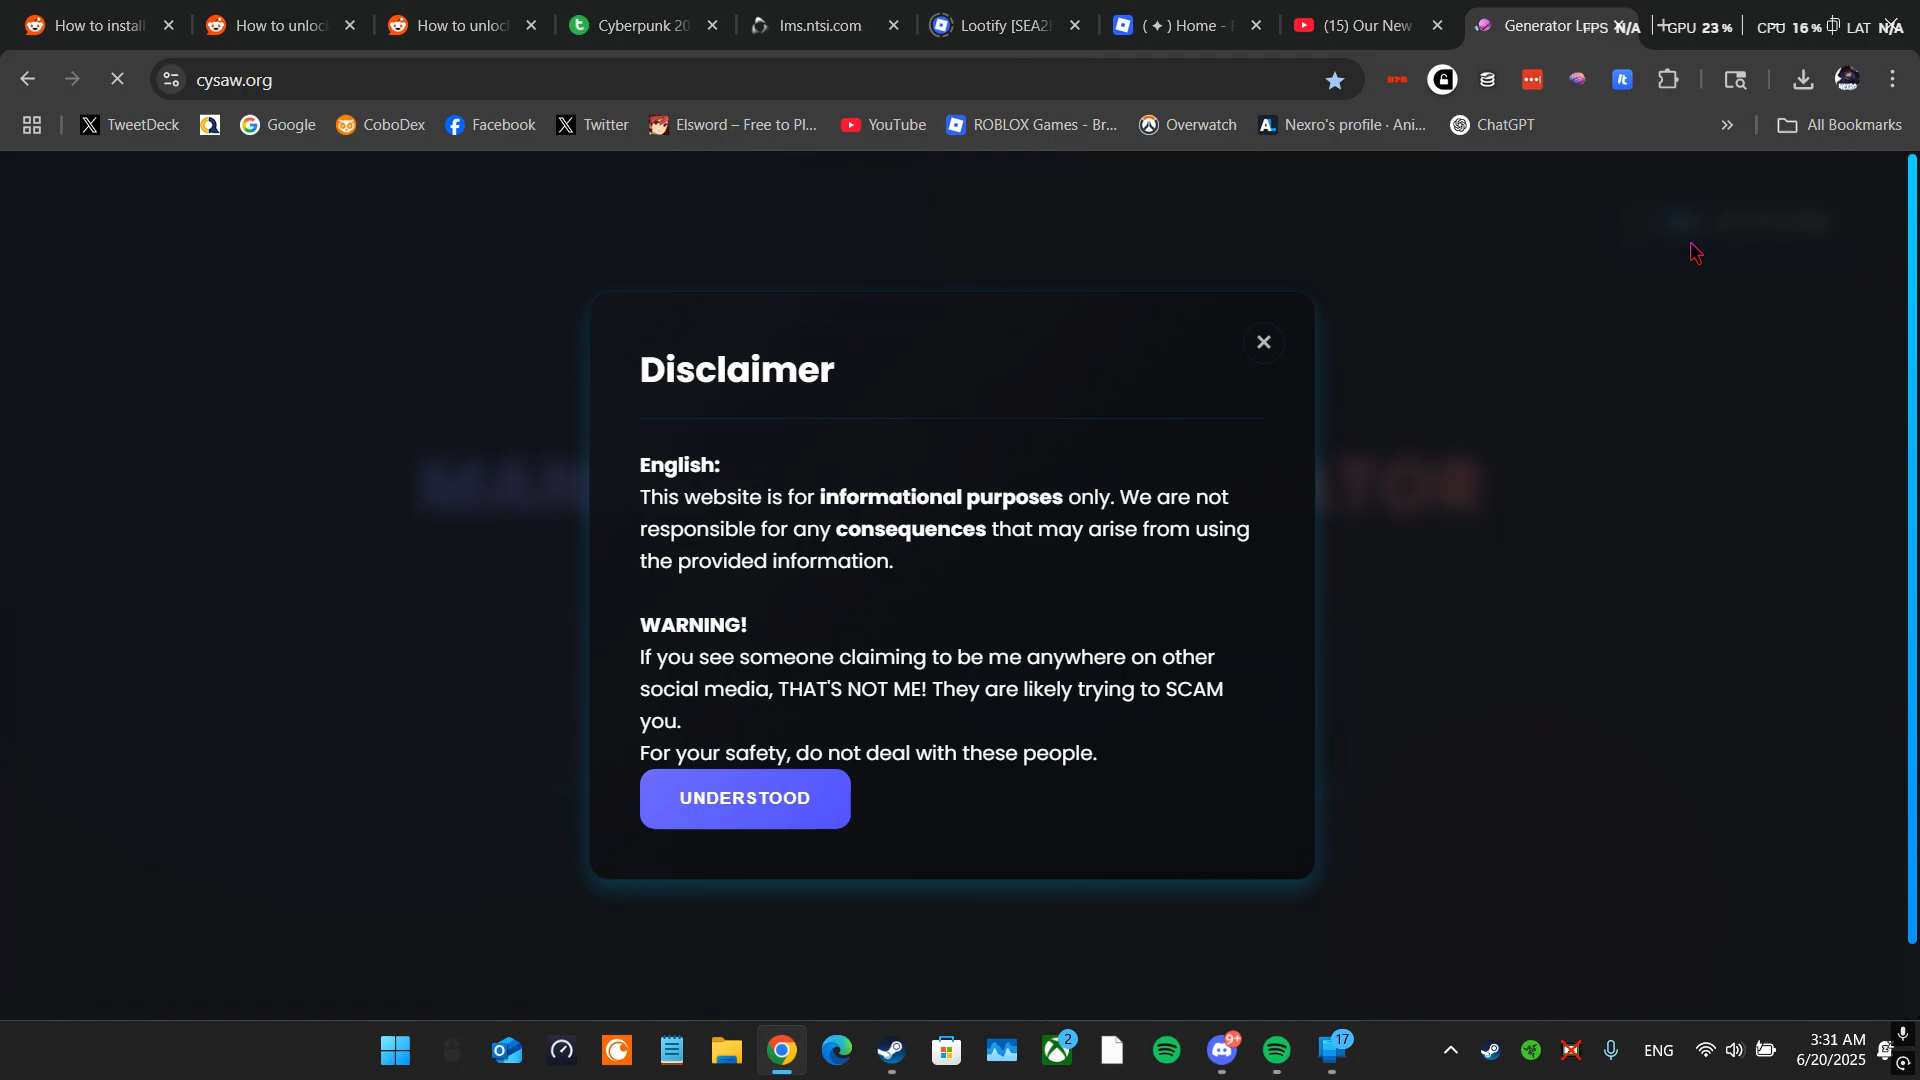 How to install
How to unloc
How to unloc
Cyberpunk 20
lms.ntsi.com
Lootify [SEA2!
( ✦ ) Home -
(15) Our New
Generator L
FPS N/A
GPU 23 %
CPU 16 %
LAT N/A
cysaw.org
TweetDeck
Google
CoboDex
Facebook
Twitter
Elsword – Free to Pl...
YouTube
ROBLOX Games - Br...
Overwatch
Nexro's profile · Ani...
ChatGPT
All Bookmarks
Disclaimer
English:
This website is for informational purposes only. We are not
responsible for any consequences that may arise from using
the provided information.
WARNING!
If you see someone claiming to be me anywhere on other
social media, THAT'S NOT ME! They are likely trying to SCAM
you.
For your safety, do not deal with these people.
UNDERSTOOD
2
9+
17
ENG
3:31 AM
6/20/2025